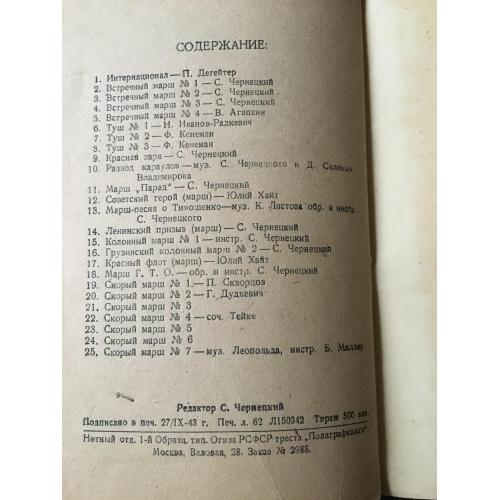 СОДЕРЖАНИЕ:
1. Интернационал — П. Дегейтер
2. Встречный марш № 1 — С. Чернецкий
3. Встречный марш № 2 — С. Чернецкий
4. Встречный марш № 3 — С. Чернецкий
5. Встречный марш № 4 — В. Агапкин
6. Туш № 1 — Н. Иванов-Радкевич
7. Туш № 2 — Ф. Кенеман
8. Туш № 3 — Ф. Кенеман
9. Красная заря — С. Чернецкий
10. Развод караулов — муз. С. Чернецкого и Д. Салиман-
Владимирова
11. Марш „Парад" — С. Чернецкий
12. Советский герой (марш) — Юлий Хайт
13. Марш-песня о Тимошенко — муз. К. Листова обр. и инстр.
С. Чернецкого
14. Ленинский призыв (марш) — С. Чернецкий
15. Колонный марш № 1 — инстр. С. Чернецкий
16. Грузинский колонный марш № 2 — С. Чернецкий
17. Красный флот (марш) — Юлий Хайт
18. Марш Г. Т. О. — обр. и инстр. С. Чернецкий
19. Скорый марш № 1 — П. Скворцов
20. Скорый марш № 2 — Г. Дудкевич
21. Скорый марш № 3
22. Скорый марш № 4 — соч. Тейке
23. Скорый марш № 5
24. Скорый марш № 6
25. Скорый марш № 7 — муз. Леопольда, инстр. Б. Миллер
Редактор С. Чернецкий
Подписано в печ. 27/IX-43 г. Печ. л. 62 Л150342 Тираж 500 экз.
Нотный отд. 1-й Образц. тип. Огиза РСФСР треста „Полиграфкнига".
Москва, Валовая, 28. Заказ № 2988.